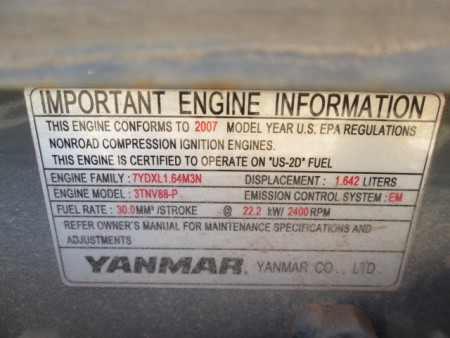 IMPORTANT ENGINE INFORMATION
THIS ENGINE CONFORMS TO 2007 MODEL YEAR U.S. EPA REGULATIONS
NONROAD COMPRESSION IGNITION ENGINES.
THIS ENGINE IS CERTIFIED TO OPERATE ON "US-2D" FUEL
ENGINE FAMILY : 7YDXL1.64M3N DISPLACEMENT : 1.642 LITERS
ENGINE MODEL : 3TNV88-P EMISSION CONTROL SYSTEM : EM
FUEL RATE : 30.0MM³/STROKE @ 22.2 kW/ 2400 RPM
REFER OWNER'S MANUAL FOR MAINTENANCE SPECIFICATIONS AND
ADJUSTMENTS
YANMAR YANMAR CO., LTD.